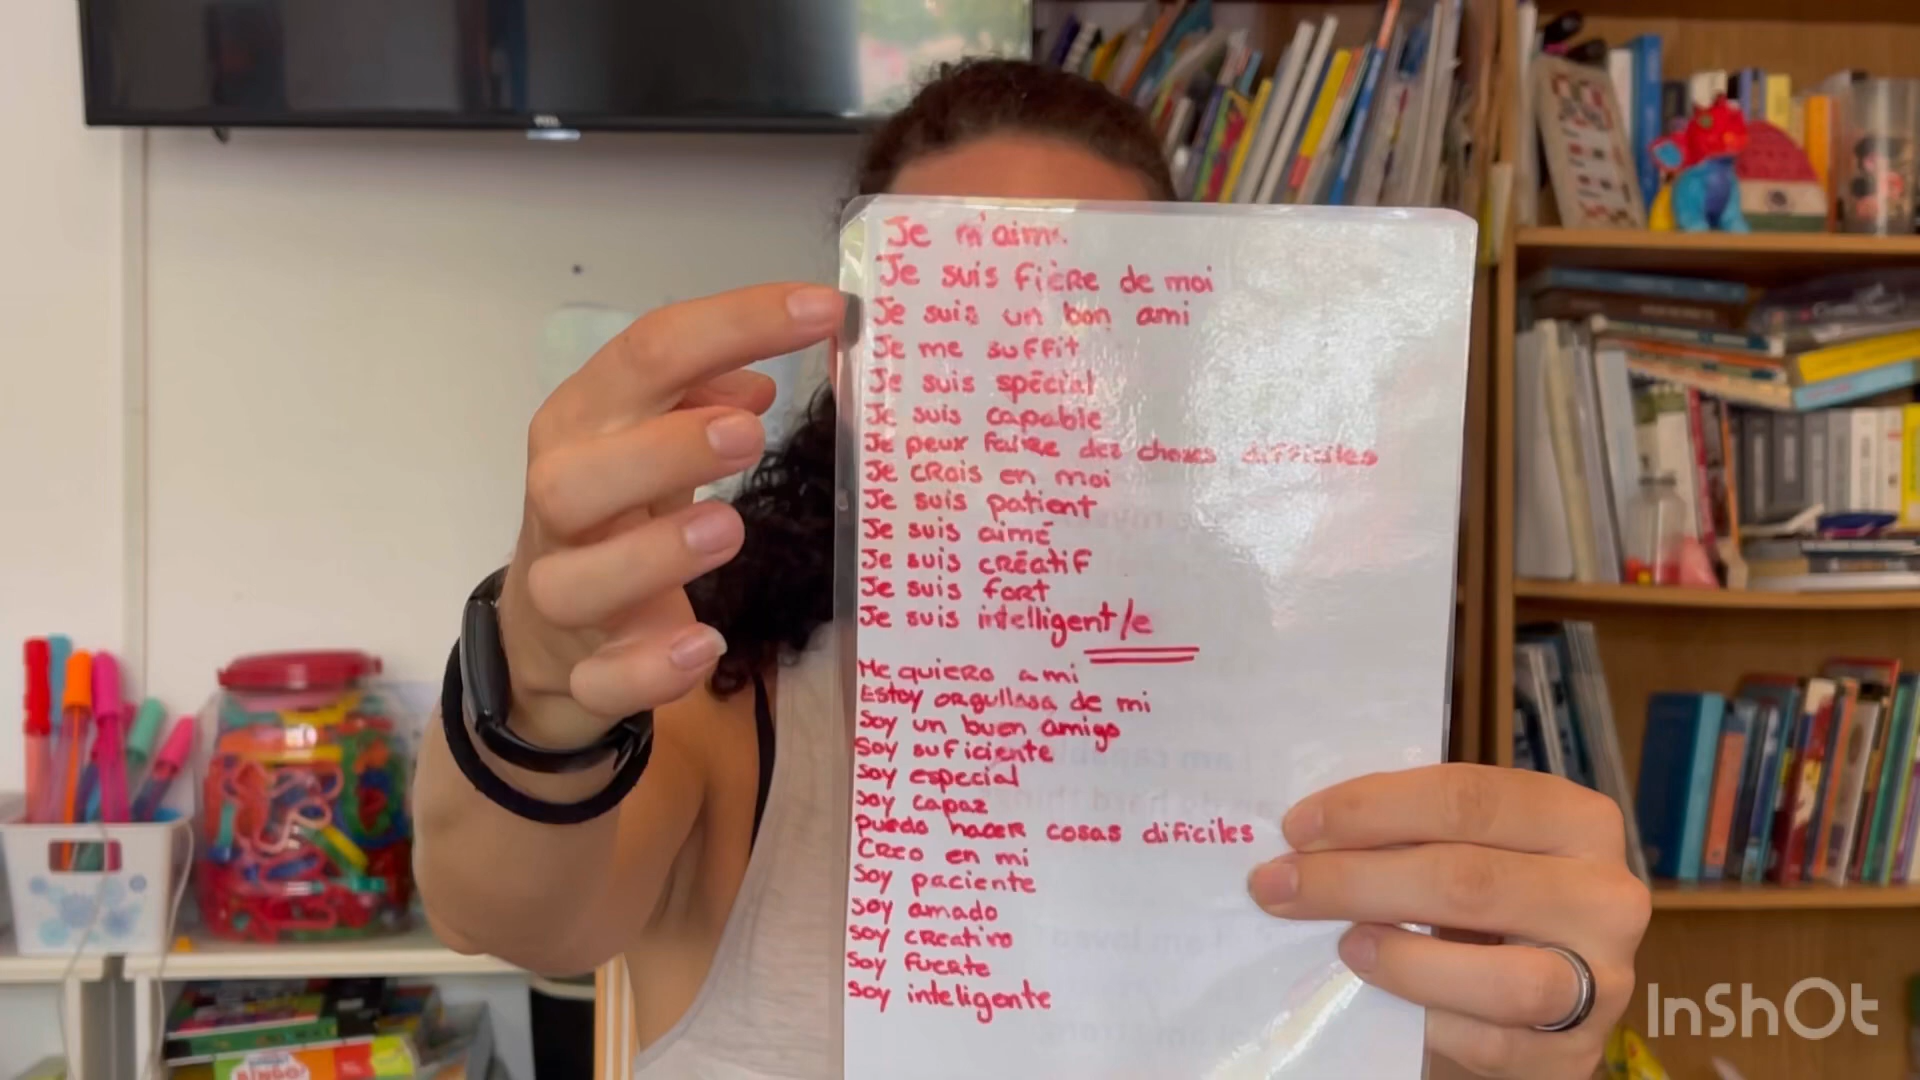 TCL
Je m'aime
Je suis fière de moi
Je suis un bon ami
Je me suffit
Je suis spécial
Je suis capable
Je peux faire des choses difficiles
Je crois en moi
Je suis patient
Je suis aimé
Je suis créatif
Je suis fort
Je suis intelligent/e
Me quiero a mi
Estoy orgullosa de mi
Soy un buen amigo
Soy suficiente
Soy especial
Soy capaz
puedo hacer cosas dificiles
Creo en mi
Soy paciente
Soy amado
Soy creativo
Soy fuerte
Soy inteligente
BINGO!
InShOt